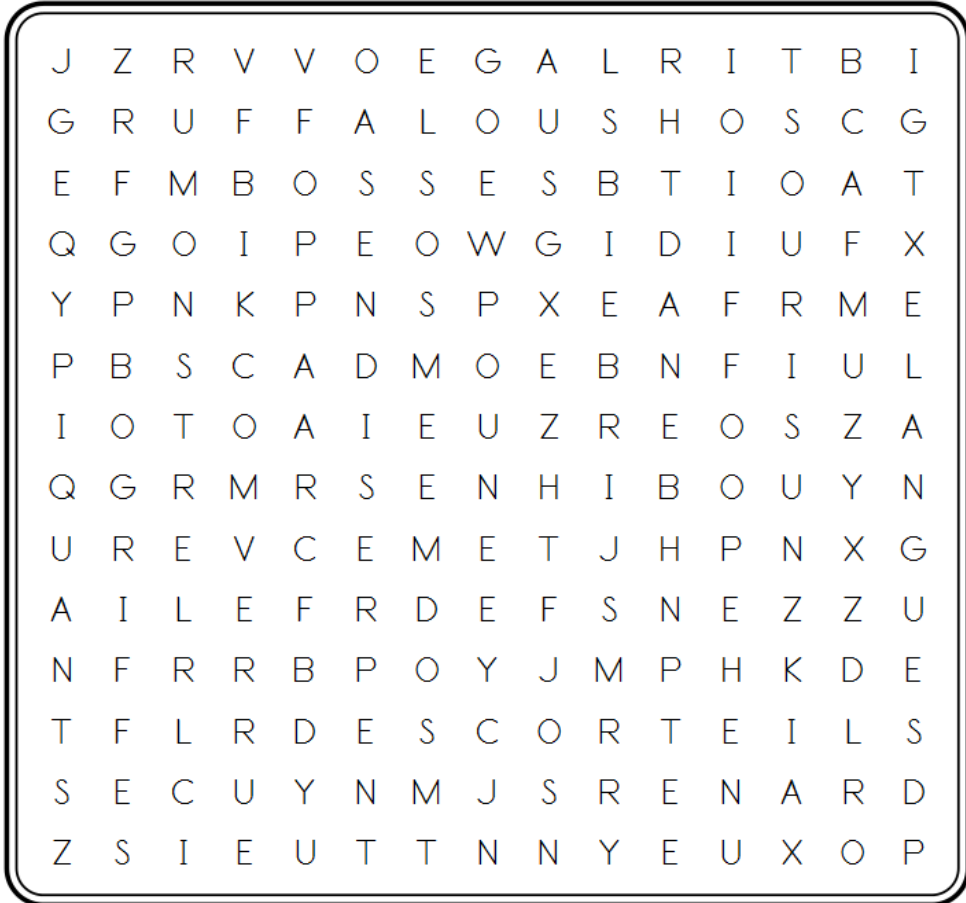 J Z R V V O E G A L R I T B I
G R U F F A L O U S H O S C G
E F M B O S S E S B T I O A T
Q G O I P E O W G I D I U F X
Y P N K P N S P X E A F R M E
P B S C A D M O E B N F I U L
I O T O A I E U Z R E O S Z A
Q G R M R S E N H I B O U Y N
U R E V C E M E T J H P N X G
A I L E F R D E F S N E Z Z U
N F R R B P O Y J M P H K D E
T F L R D E S C O R T E I L S
S E C U Y N M J S R E N A R D
Z S I E U T T N N Y E U X O P